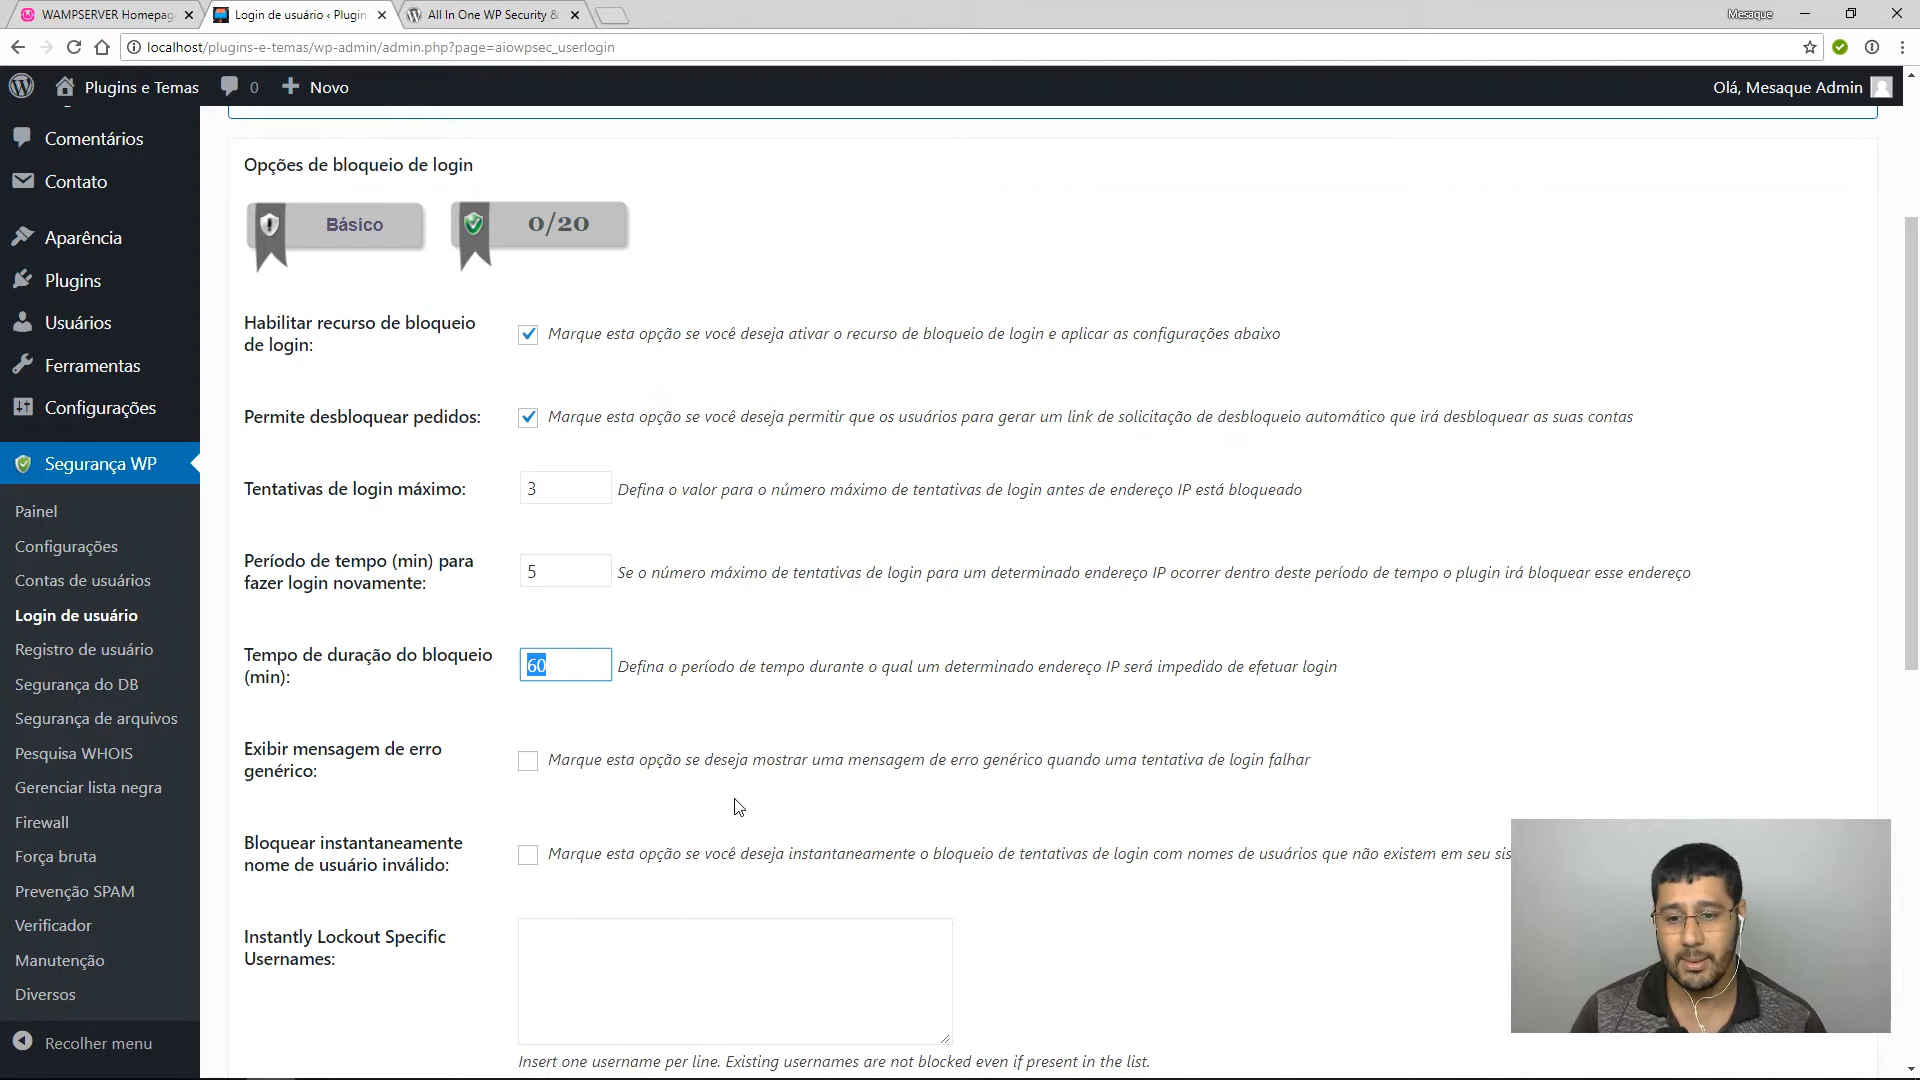 WAMPSERVER Homepag
Login de usuário ‹ Plugin
All In One WP Security &
Mesaque
localhost/plugins-e-temas/wp-admin/admin.php?page=aiowpsec_userlogin
Plugins e Temas
0
Novo
Olá, Mesaque Admin
Comentários
Contato
Aparência
Plugins
Usuários
Ferramentas
Configurações
Segurança WP
Painel
Configurações
Contas de usuários
Login de usuário
Registro de usuário
Segurança do DB
Segurança de arquivos
Pesquisa WHOIS
Gerenciar lista negra
Firewall
Força bruta
Prevenção SPAM
Verificador
Manutenção
Diversos
Recolher menu
Opções de bloqueio de login
Básico
0/20
Habilitar recurso de bloqueio
de login:
Marque esta opção se você deseja ativar o recurso de bloqueio de login e aplicar as configurações abaixo
Permite desbloquear pedidos:
Marque esta opção se você deseja permitir que os usuários para gerar um link de solicitação de desbloqueio automático que irá desbloquear as suas contas
Tentativas de login máximo:
3
Defina o valor para o número máximo de tentativas de login antes de endereço IP está bloqueado
Período de tempo (min) para
fazer login novamente:
5
Se o número máximo de tentativas de login para um determinado endereço IP ocorrer dentro deste período de tempo o plugin irá bloquear esse endereço
Tempo de duração do bloqueio
(min):
60
Defina o período de tempo durante o qual um determinado endereço IP será impedido de efetuar login
Exibir mensagem de erro
genérico:
Marque esta opção se deseja mostrar uma mensagem de erro genérico quando uma tentativa de login falhar
Bloquear instantaneamente
nome de usuário inválido:
Marque esta opção se você deseja instantaneamente o bloqueio de tentativas de login com nomes de usuários que não existem em seu sis
Instantly Lockout Specific
Usernames:
Insert one username per line. Existing usernames are not blocked even if present in the list.